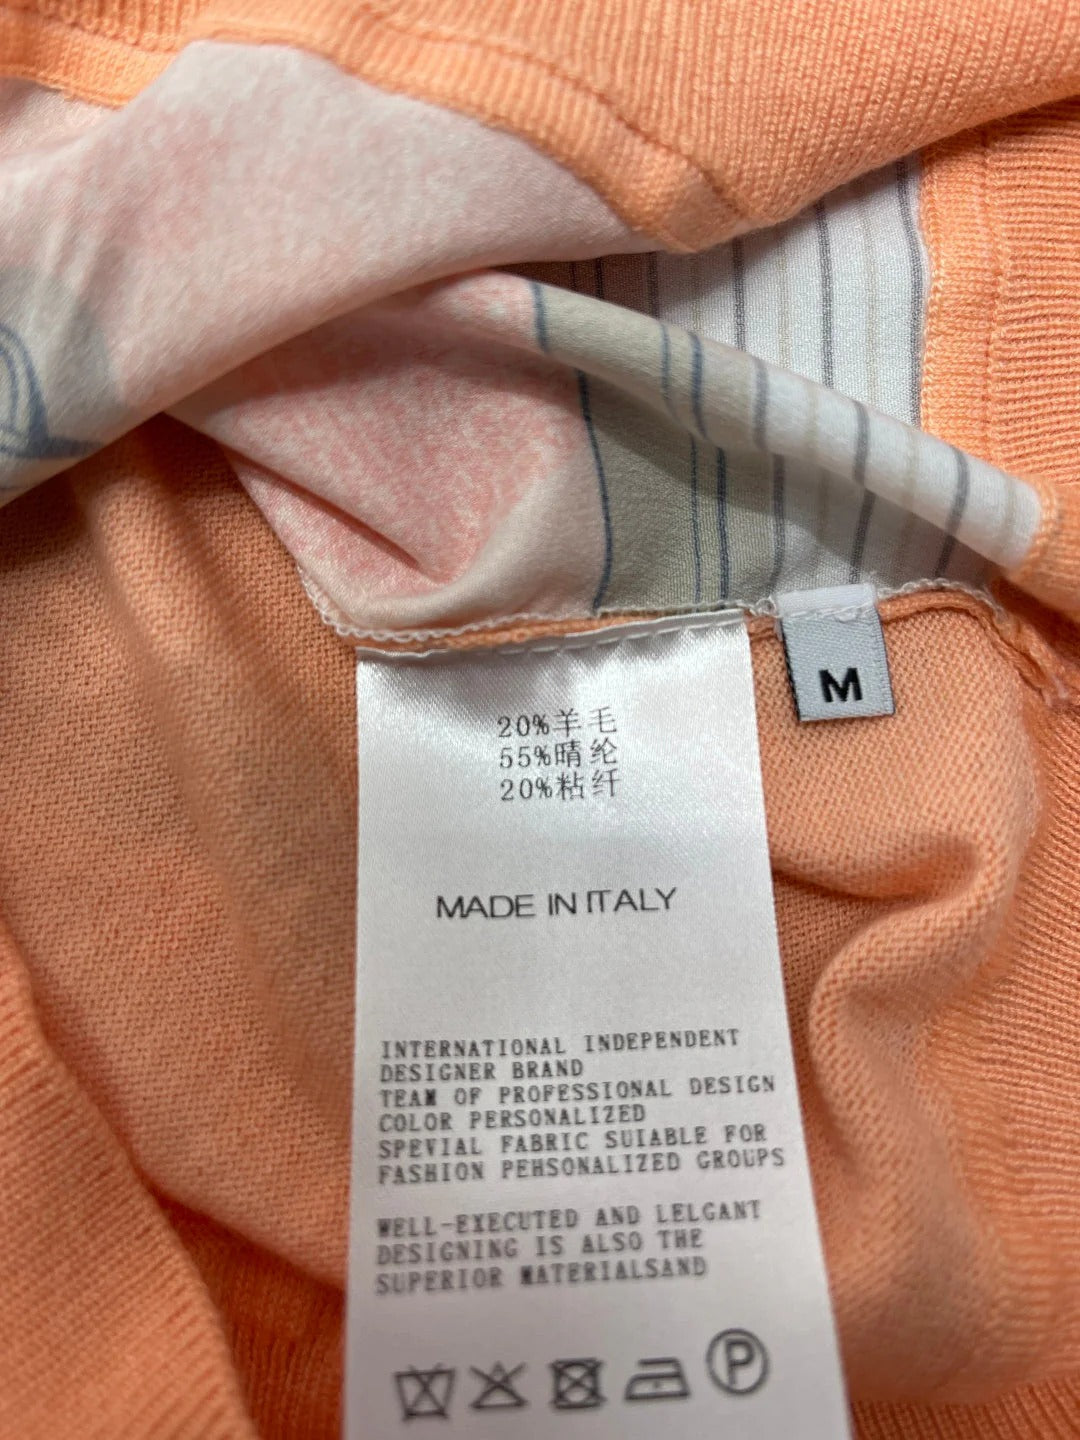 M
20%羊毛
55%晴纶
20%粘纤
MADE IN ITALY
INTERNATIONAL INDEPENDENT
DESIGNER BRAND
TEAM OF PROFESSIONAL DESIGN
COLOR PERSONALIZED
SPEVIAL FABRIC SUIABLE FOR
FASHION PEHSONALIZED GROUPS
WELL-EXECUTED AND LELGANT
DESIGNING IS ALSO THE
SUPERIOR MATERIALSAND
P